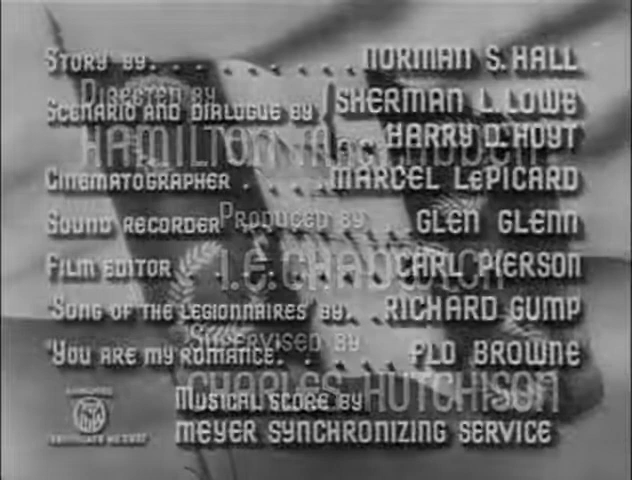 STORY BY. . . . . . . . . . NORMAN S. HALL
DIRECTED BY
SCENARIO AND DIALOGUE BY SHERMAN L. LOWE
HARRY O. HOYT
HAMILTON MACFADDEN
CINEMATOGRAPHER . . . . MARCEL LEPICARD
PRODUCED BY
SOUND RECORDER . . GLEN GLENN
I.E. CHADWICK
FILM EDITOR . . . . . . . . CARL PIERSON
"SONG OF THE LEGIONNAIRES" BY. RICHARD GUMP
SUPERVISED BY
"YOU ARE MY ROMANCE. . . . FLO BROWNE
CHARLES HUTCHISON
MUSICAL SCORE BY
MEYER SYNCHRONIZING SERVICE